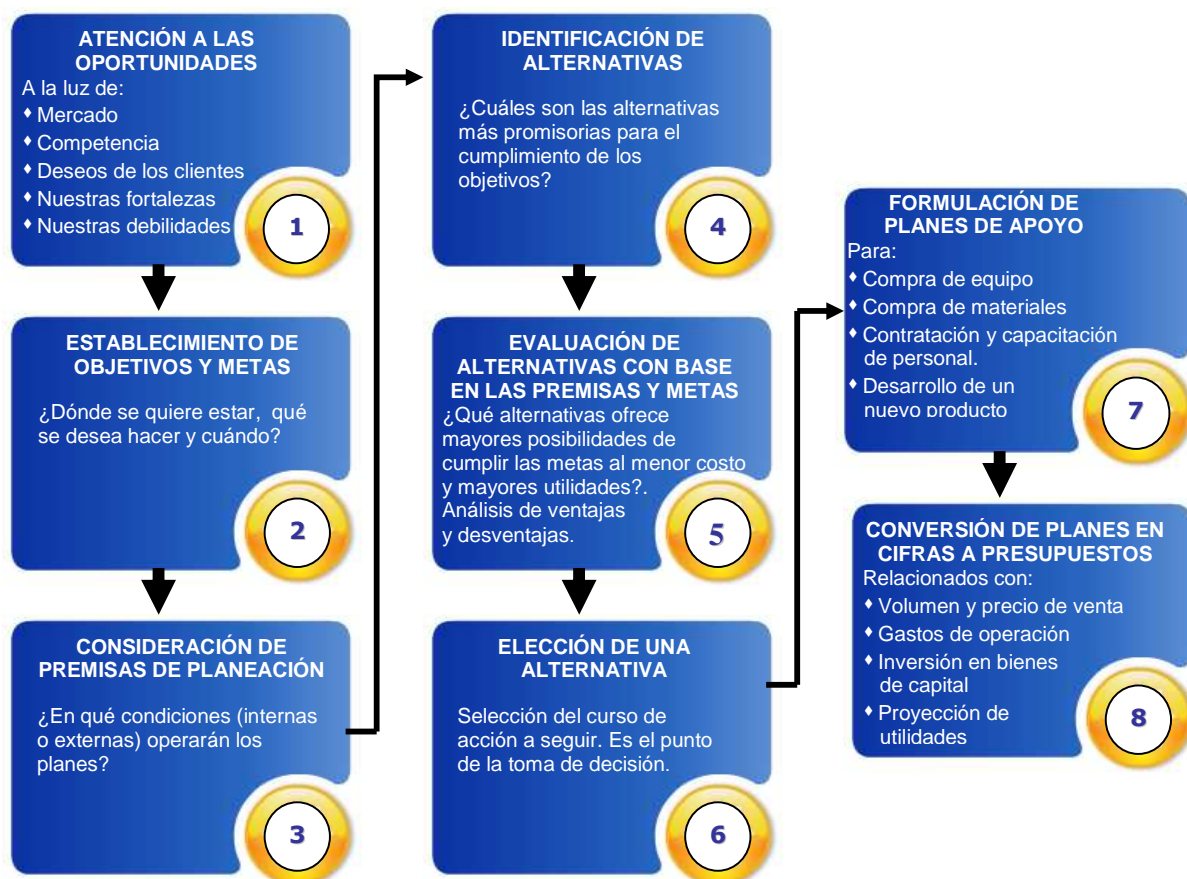 ATENCIÓN A LAS
OPORTUNIDADES
A la luz de:
♦ Mercado
♦ Competencia
♦ Deseos de los clientes
♦ Nuestras fortalezas
♦ Nuestras debilidades
1
ESTABLECIMIENTO DE
OBJETIVOS Y METAS
¿Dónde se quiere estar, qué
se desea hacer y cuándo?
2
CONSIDERACIÓN DE
PREMISAS DE PLANEACIÓN
¿En qué condiciones (internas
o externas) operarán los
planes?
3
IDENTIFICACIÓN DE
ALTERNATIVAS
¿Cuáles son las alternativas
más promisorias para el
cumplimiento de los
objetivos?
4
EVALUACIÓN DE
ALTERNATIVAS CON BASE
EN LAS PREMISAS Y METAS
¿Qué alternativas ofrece
mayores posibilidades de
cumplir las metas al menor costo
y mayores utilidades?.
Análisis de ventajas
y desventajas.
5
ELECCIÓN DE UNA
ALTERNATIVA
Selección del curso de
acción a seguir. Es el punto
de la toma de decisión.
6
FORMULACIÓN DE
PLANES DE APOYO
Para:
♦ Compra de equipo
♦ Compra de materiales
♦ Contratación y capacitación
de personal.
♦ Desarrollo de un
nuevo producto
7
CONVERSIÓN DE PLANES EN
CIFRAS A PRESUPUESTOS
Relacionados con:
♦ Volumen y precio de venta
♦ Gastos de operación
♦ Inversión en bienes
de capital
♦ Proyección de
utilidades
8